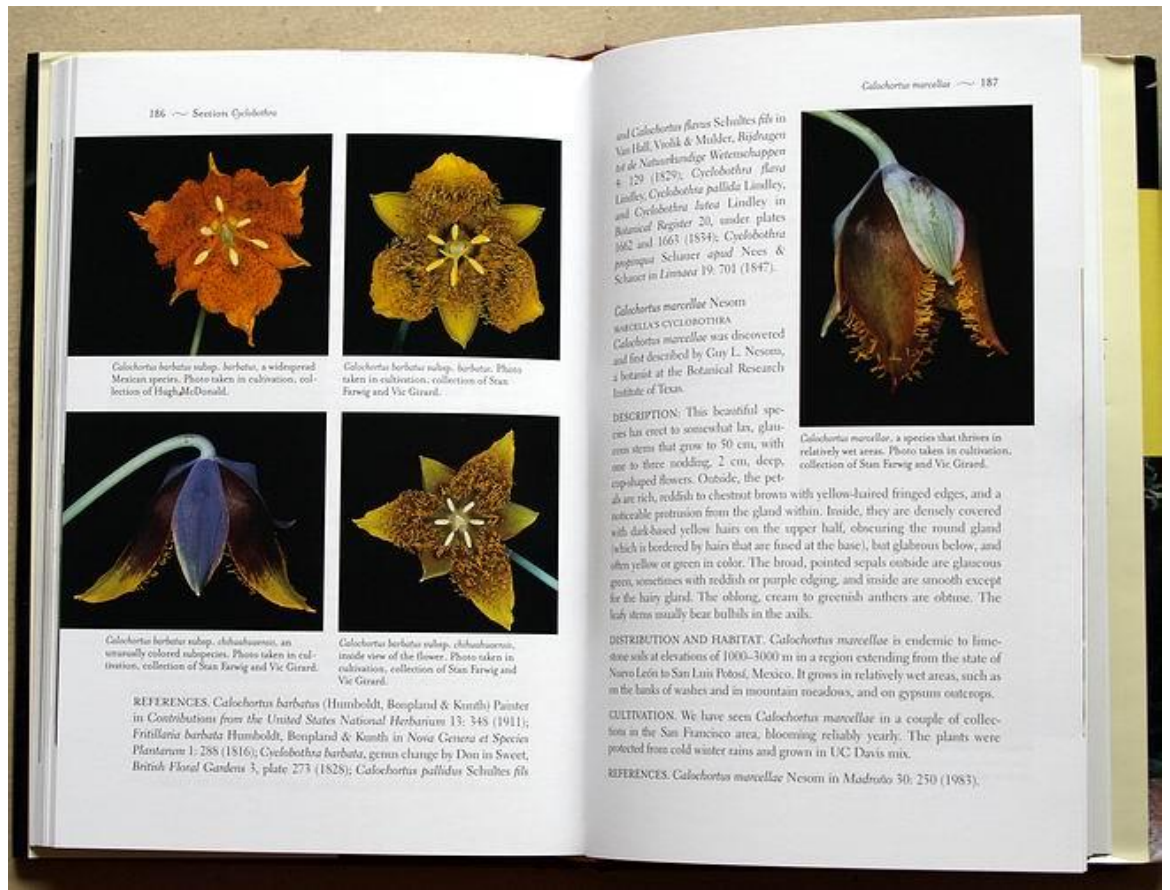 186 ~ Section Cyclobothra
Calochortus barbatus subsp. barbatus, a widespread
Mexican species. Photo taken in cultivation, col-
lection of Hugh McDonald.
Calochortus barbatus subsp. barbatus. Photo
taken in cultivation, collection of Stan
Farwig and Vic Girard.
Calochortus barbatus subsp. chihuahuaensis, an
unusually colored subspecies. Photo taken in cul-
tivation, collection of Stan Farwig and Vic Girard.
Calochortus barbatus subsp. chihuahuaensis,
inside view of the flower. Photo taken in
cultivation, collection of Stan Farwig and
Vic Girard.
REFERENCES. Calochortus barbatus (Humboldt, Bonpland & Kunth) Painter
in Contributions from the United States National Herbarium 13: 348 (1911);
Fritillaria barbata Humboldt, Bonpland & Kunth in Nova Genera et Species
Plantarum 1: 288 (1816); Cyclobothra barbata, genus change by Don in Sweet,
British Floral Gardens 3, plate 273 (1828); Calochortus pallidus Schultes fils
Calochortus marcellae ~ 187
and Calochortus flavus Schultes fils in
Van Hall, Vrolik & Mulder, Bijdragen
tot de Natuurkundige Wetenschappen
4: 129 (1829); Cyclobothra flava
Lindley, Cyclobothra pallida Lindley,
and Cyclobothra lutea Lindley in
Botanical Register 20, under plates
1662 and 1663 (1834); Cyclobothra
propinqua Schauer apud Nees &
Schauer in Linnaea 19: 701 (1847).
Calochortus marcellae Nesom
MARCELLA'S CYCLOBOTHRA
Calochortus marcellae was discovered
and first described by Guy L. Nesom,
a botanist at the Botanical Research
Institute of Texas.
DESCRIPTION: This beautiful spe-
cies has erect to somewhat lax, glau-
cous stems that grow to 50 cm, with
one to three nodding, 2 cm, deep,
cup-shaped flowers. Outside, the pet-
als are rich, reddish to chestnut brown with yellow-haired fringed edges, and a
noticeable protrusion from the gland within. Inside, they are densely covered
with dark-based yellow hairs on the upper half, obscuring the round gland
(which is bordered by hairs that are fused at the base), but glabrous below, and
often yellow or green in color. The broad, pointed sepals outside are glaucous
green, sometimes with reddish or purple edging, and inside are smooth except
for the hairy gland. The oblong, cream to greenish anthers are obtuse. The
leafy stems usually bear bulbils in the axils.
Calochortus marcellae, a species that thrives in
relatively wet areas. Photo taken in cultivation,
collection of Stan Farwig and Vic Girard.
DISTRIBUTION AND HABITAT. Calochortus marcellae is endemic to lime-
stone soils at elevations of 1000–3000 m in a region extending from the state of
Nuevo León to San Luis Potosí, Mexico. It grows in relatively wet areas, such as
on the banks of washes and in mountain meadows, and on gypsum outcrops.
CULTIVATION. We have seen Calochortus marcellae in a couple of collec-
tions in the San Francisco area, blooming reliably yearly. The plants were
protected from cold winter rains and grown in UC Davis mix.
REFERENCES. Calochortus marcellae Nesom in Madroño 30: 250 (1983).